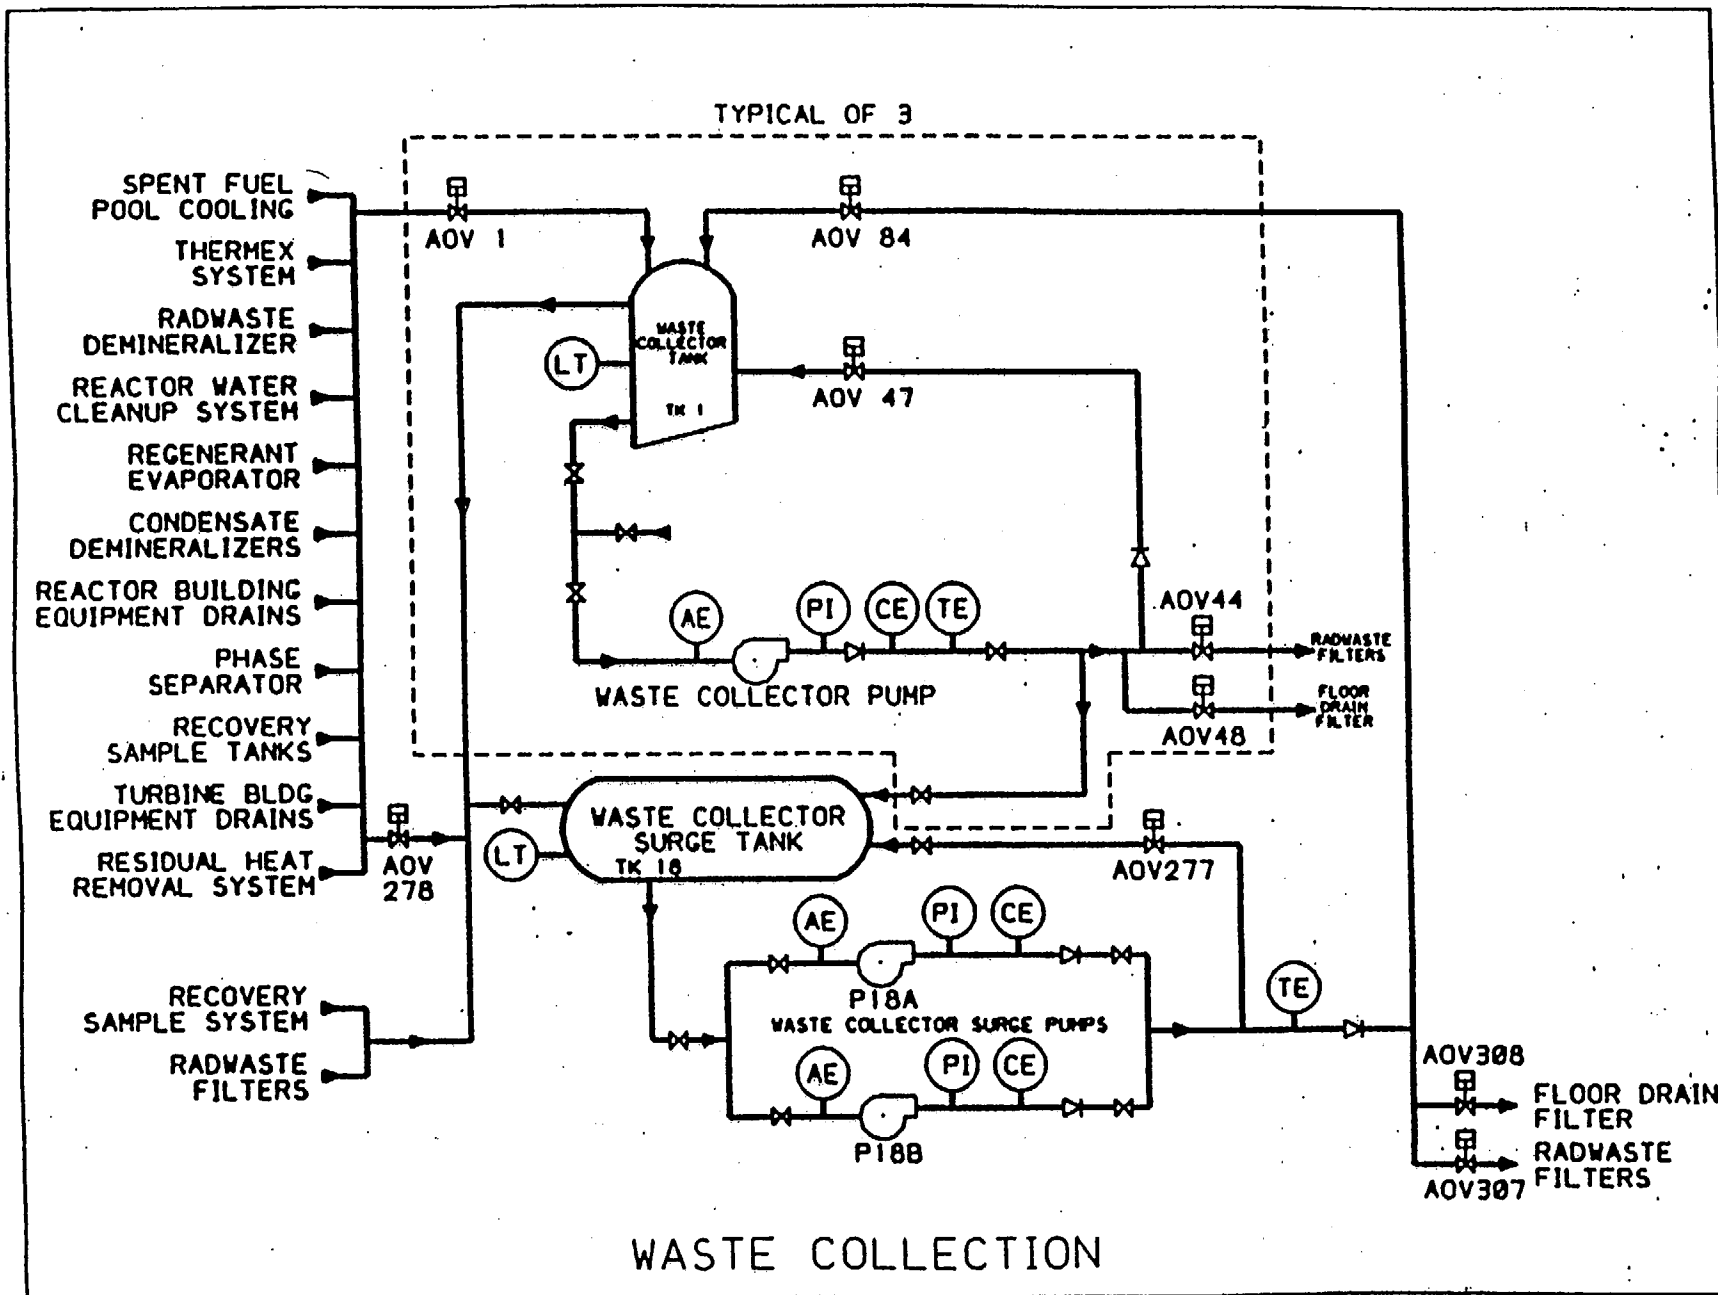 TYPICAL OF 3
SPENT FUEL
POOL COOLING
THERMEX
SYSTEM
RADWASTE
DEMINERALIZER
REACTOR WATER
CLEANUP SYSTEM
REGENERANT
EVAPORATOR
CONDENSATE
DEMINERALIZERS
REACTOR BUILDING
EQUIPMENT DRAINS
PHASE
SEPARATOR
RECOVERY
SAMPLE TANKS
TURBINE BLDG
EQUIPMENT DRAINS
RESIDUAL HEAT
REMOVAL SYSTEM
RECOVERY
SAMPLE SYSTEM
RADWASTE
FILTERS
AOV 1
AOV 84
WASTE
COLLECTOR
TANK
TK 1
LT
AOV 47
AE
PI
CE
TE
WASTE COLLECTOR PUMP
AOV44
RADWASTE
FILTERS
FLOOR
DRAIN
FILTER
AOV48
AOV
278
WASTE COLLECTOR
SURGE TANK
TK 18
LT
AOV277
AE
PI
CE
P18A
WASTE COLLECTOR SURGE PUMPS
AE
PI
CE
P18B
TE
AOV308
FLOOR DRAIN
FILTER
RADWASTE
FILTERS
AOV307
WASTE COLLECTION